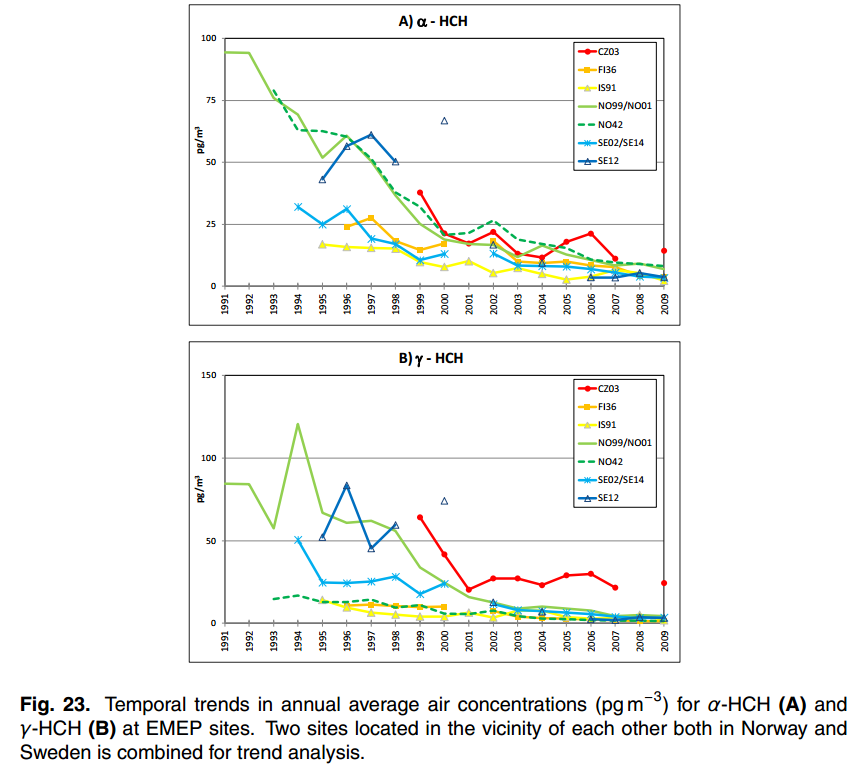 A) α - HCH
100
75
50
25
0
pg/m³
1991 1992 1993 1994 1995 1996 1997 1998 1999 2000 2001 2002 2003 2004 2005 2006 2007 2008 2009
CZ03
FI36
IS91
NO99/NO01
NO42
SE02/SE14
SE12
B) γ - HCH
150
100
50
0
pg/m³
1991 1992 1993 1994 1995 1996 1997 1998 1999 2000 2001 2002 2003 2004 2005 2006 2007 2008 2009
CZ03
FI36
IS91
NO99/NO01
NO42
SE02/SE14
SE12
Fig. 23. Temporal trends in annual average air concentrations (pg m⁻³) for α-HCH (A) and
γ-HCH (B) at EMEP sites. Two sites located in the vicinity of each other both in Norway and
Sweden is combined for trend analysis.